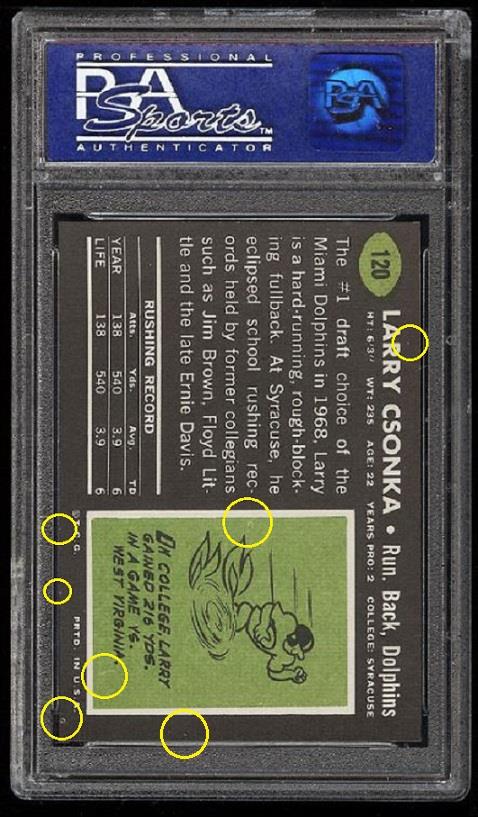 PROFESSIONAL
PSA
Sports™
AUTHENTICATOR
PSA
120
LARRY CSONKA • Run. Back, Dolphins
HT: 6'3" WT: 235 AGE: 22 YEARS PRO: 2 COLLEGE: SYRACUSE
The #1 draft choice of the
Miami Dolphins in 1968, Larry
is a hard-running, rough-block-
ing fullback. At Syracuse, he
eclipsed school rushing rec-
ords held by former collegians
such as Jim Brown, Floyd Lit-
tle and the late Ernie Davis.
RUSHING RECORD
Atts. Yds. Avg. TD
YEAR 138 540 3.9 6
LIFE 138 540 3.9 6
IN COLLEGE, LARRY
GAINED 216 YDS.
IN A GAME VS.
WEST VIRGINIA.
©T.C.G. PRTD. IN U.S.A.